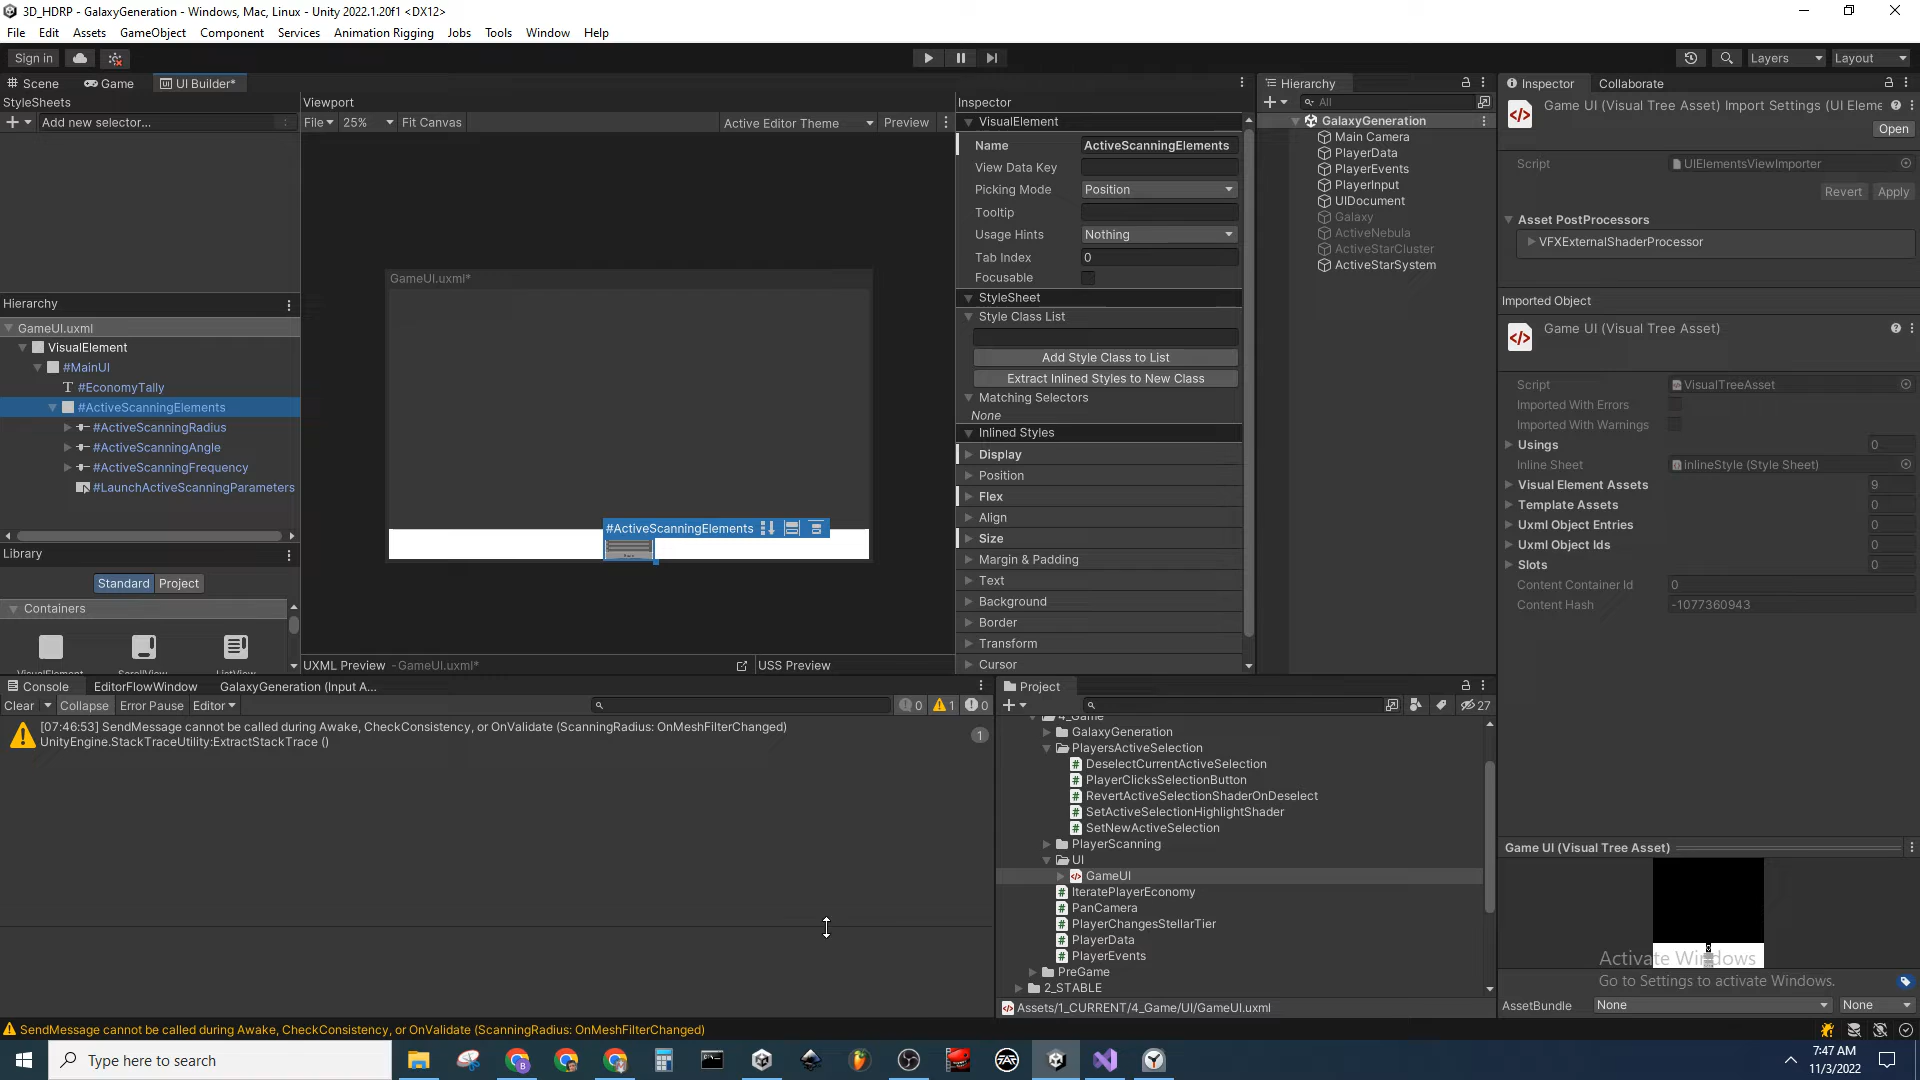 3D_HDRP - GalaxyGeneration - Windows, Mac, Linux - Unity 2022.1.20f1 <DX12>
File Edit Assets GameObject Component Services Animation Rigging Jobs Tools Window Help
Sign in Layers Layout
Scene Game UI Builder*
StyleSheets
Add new selector...
Viewport
File 25% Fit Canvas Active Editor Theme Preview
GameUI.uxml*
#ActiveScanningElements
UXML Preview - GameUI.uxml* USS Preview
Hierarchy
GameUI.uxml
VisualElement
#MainUI
#EconomyTally
#ActiveScanningElements
#ActiveScanningRadius
#ActiveScanningAngle
#ActiveScanningFrequency
#LaunchActiveScanningParameters
Library
Standard Project
Containers
Inspector
VisualElement
Name ActiveScanningElements
View Data Key
Picking Mode Position
Tooltip
Usage Hints Nothing
Tab Index 0
Focusable
StyleSheet
Style Class List
Add Style Class to List
Extract Inlined Styles to New Class
Matching Selectors
None
Inlined Styles
Display
Position
Flex
Align
Size
Margin & Padding
Text
Background
Border
Transform
Cursor
Hierarchy
All
GalaxyGeneration
Main Camera
PlayerData
PlayerEvents
PlayerInput
UIDocument
Galaxy
ActiveNebula
ActiveStarCluster
ActiveStarSystem
Inspector Collaborate
Game UI (Visual Tree Asset) Import Settings (UI Eleme
Open
Script UIElementsViewImporter
Revert Apply
Asset PostProcessors
VFXExternalShaderProcessor
Imported Object
Game UI (Visual Tree Asset)
Script VisualTreeAsset
Imported With Errors
Imported With Warnings
Usings 0
Inline Sheet inlineStyle (Style Sheet)
Visual Element Assets 9
Template Assets 0
Uxml Object Entries 0
Uxml Object Ids 0
Slots 0
Content Container Id 0
Content Hash -1077360943
Game UI (Visual Tree Asset)
Activate Windows
Go to Settings to activate Windows.
AssetBundle None None
Console EditorFlowWindow GalaxyGeneration (Input A...
Clear Collapse Error Pause Editor 0 1 0
[07:46:53] SendMessage cannot be called during Awake, CheckConsistency, or OnValidate (ScanningRadius: OnMeshFilterChanged)
UnityEngine.StackTraceUtility:ExtractStackTrace ()
1
Project
27
4_Game
GalaxyGeneration
PlayersActiveSelection
DeselectCurrentActiveSelection
PlayerClicksSelectionButton
RevertActiveSelectionShaderOnDeselect
SetActiveSelectionHighlightShader
SetNewActiveSelection
PlayerScanning
UI
GameUI
IteratePlayerEconomy
PanCamera
PlayerChangesStellarTier
PlayerData
PlayerEvents
PreGame
2_STABLE
Assets/1_CURRENT/4_Game/UI/GameUI.uxml
SendMessage cannot be called during Awake, CheckConsistency, or OnValidate (ScanningRadius: OnMeshFilterChanged)
Type here to search
7:47 AM
11/3/2022